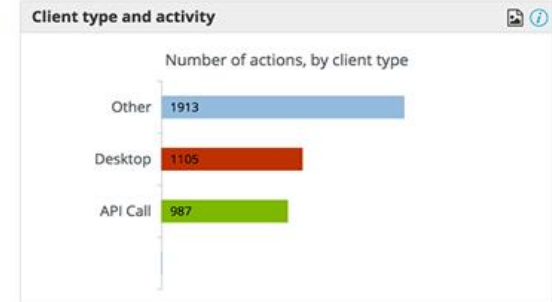 Client type and activity
Number of actions, by client type
Other 1913
Desktop 1105
API Call 987